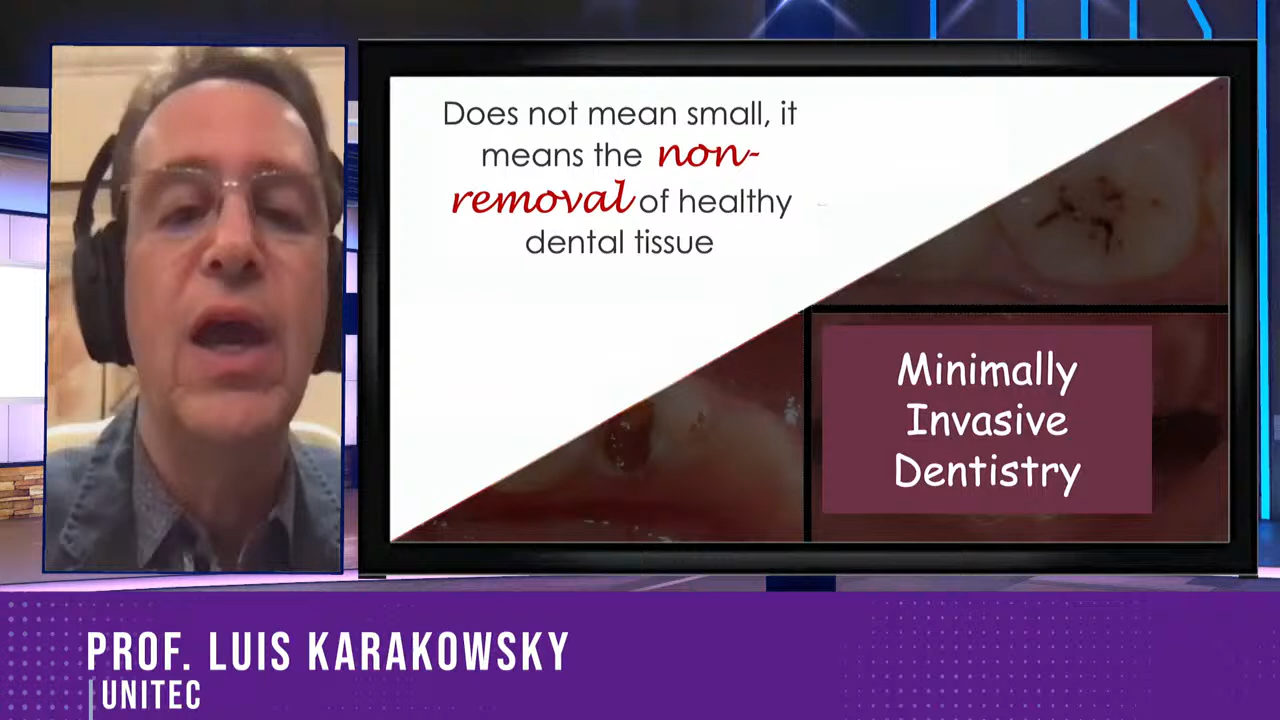 Does not mean small, it
means the non-
removal of healthy
dental tissue
Minimally
Invasive
Dentistry
PROF. LUIS KARAKOWSKY
UNITEC